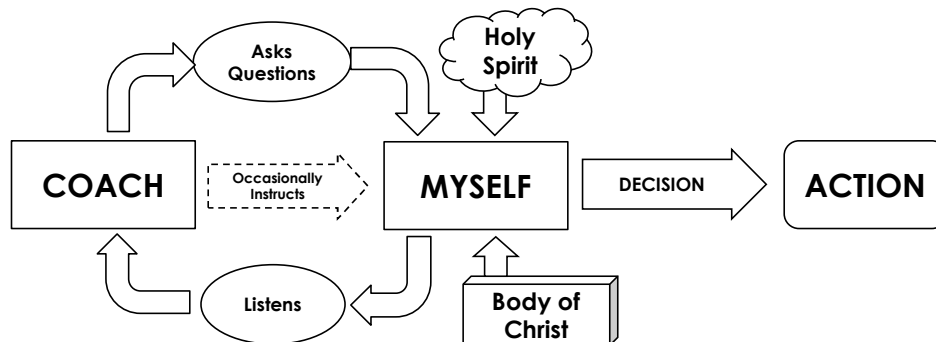 Asks
Questions
Holy
Spirit
COACH
Occasionally
Instructs
MYSELF
DECISION
ACTION
Listens
Body of
Christ